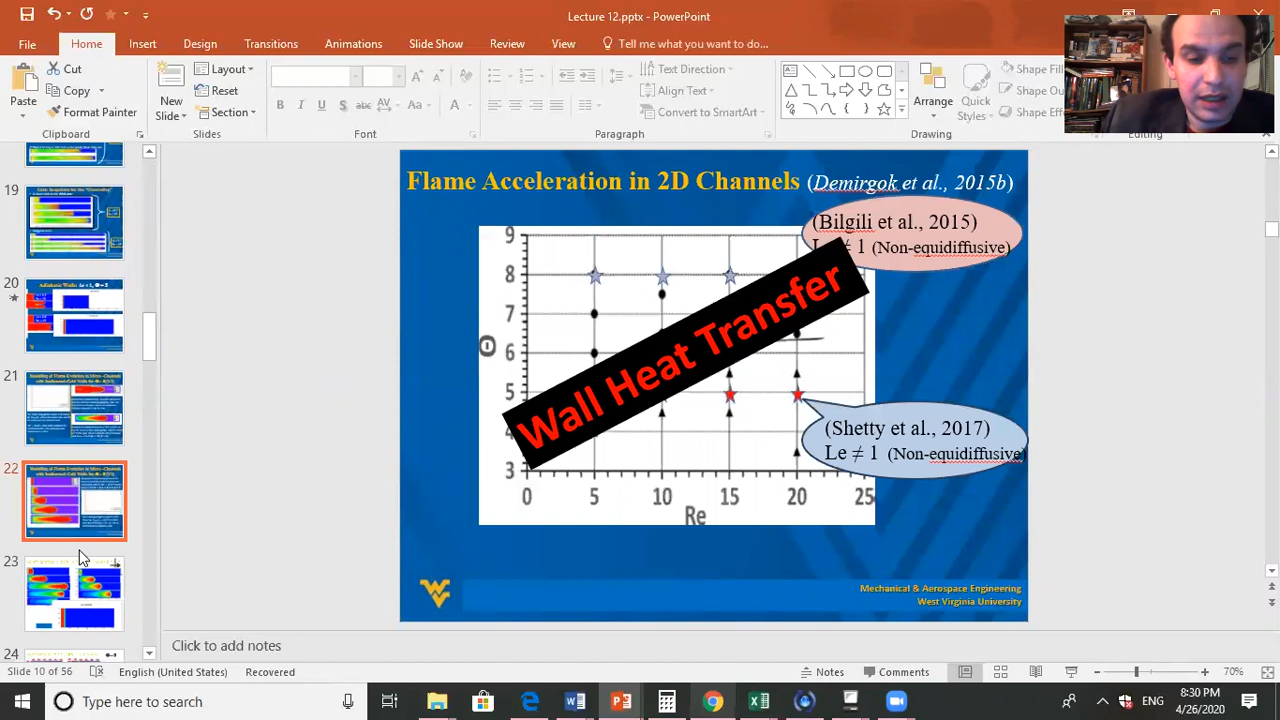 Lecture 12.pptx - PowerPoint
File Home Insert Design Transitions Animations Slide Show Review View Tell me what you want to do...
Paste
Cut
Copy
Format Painter
Clipboard
New
Slide
Layout
Reset
Section
Slides
Font
Text Direction
Align Text
Convert to SmartArt
Paragraph
Arrange
Quick
Styles
Shape Fill
Shape Ou
Shape Effe
Drawing
Editing
19
20
21
22
23
24
Flame Acceleration in 2D Channels (Demirgok et al., 2015b)
(Bilgili et al., 2015)
≠ 1 (Non-equidiffusive)
Wall Heat Transfer
9
8
7
Θ 6
5
3
0 5 10 15 20 25
Re
(Shetty et al., 2017)
Le ≠ 1 (Non-equidiffusive)
Mechanical & Aerospace Engineering
West Virginia University
Click to add notes
Slide 10 of 56 English (United States) Recovered Notes Comments 70%
Type here to search
ENG
8:30 PM
4/26/2020